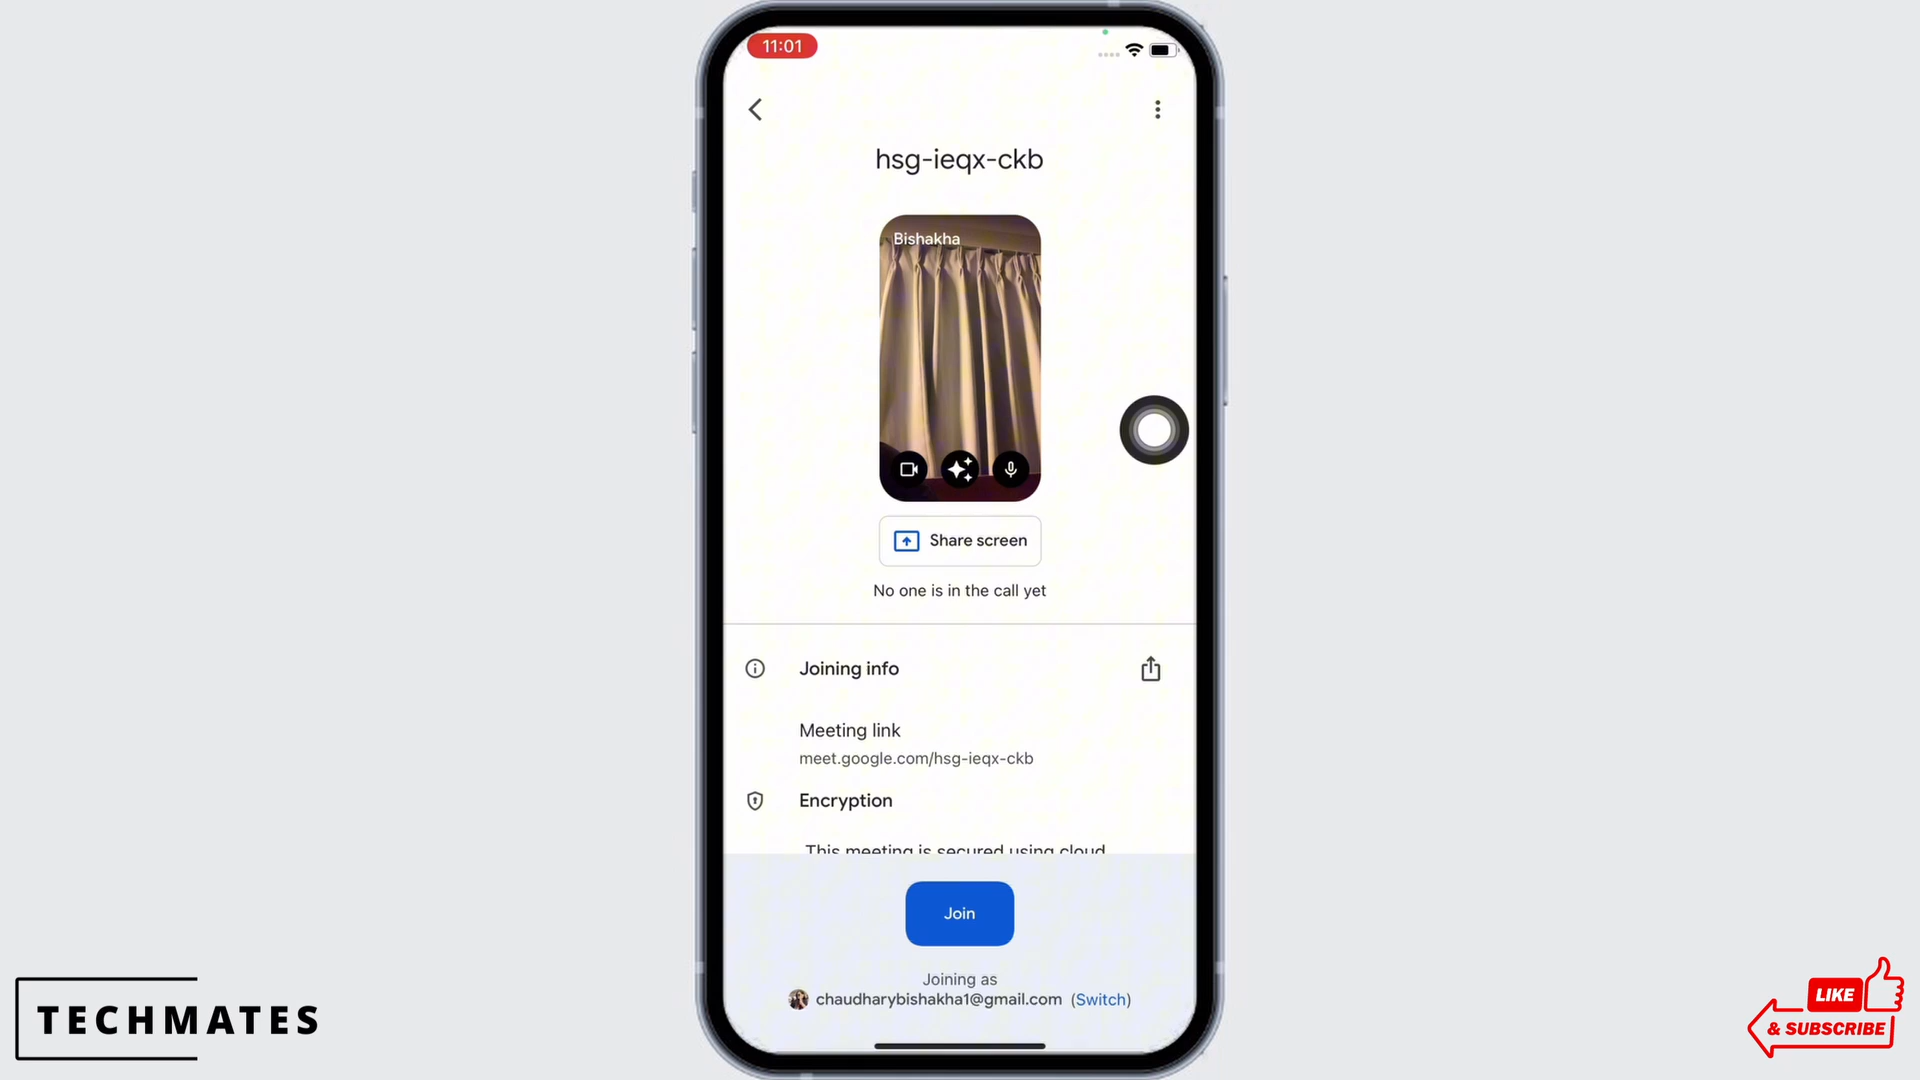 11:01
hsg-ieqx-ckb
Bishakha
Share screen
No one is in the call yet
Joining info
Meeting link
meet.google.com/hsg-ieqx-ckb
Encryption
This meeting is secured using cloud
Join
Joining as
chaudharybishakha1@gmail.com (Switch)
TECHMATES
LIKE
& SUBSCRIBE